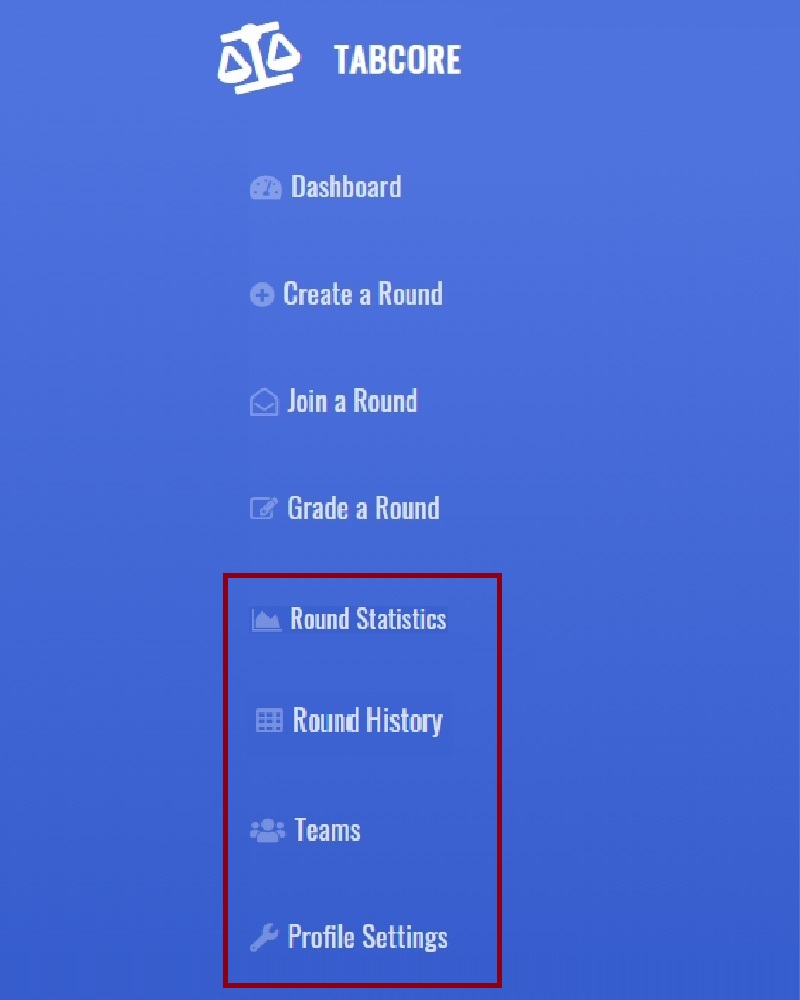 TABCORE
Dashboard
Create a Round
Join a Round
Grade a Round
Round Statistics
Round History
Teams
Profile Settings